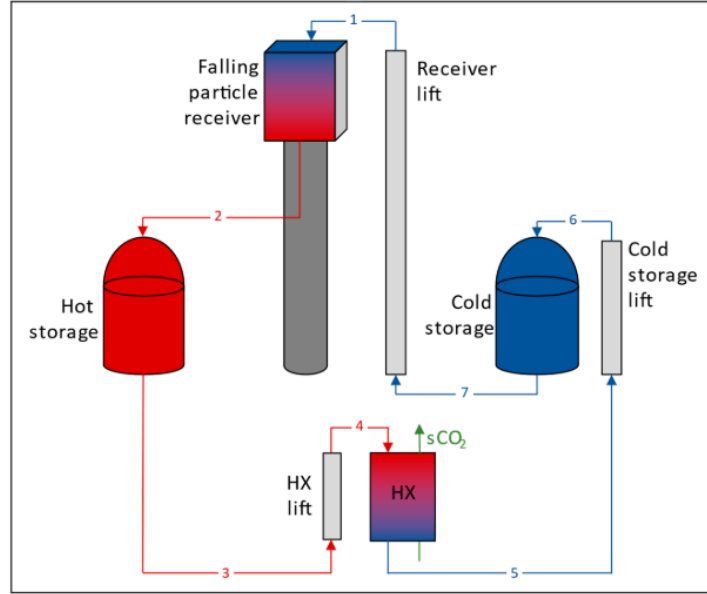 1
Falling
particle
receiver
Receiver
lift
2
6
Hot
storage
Cold
storage
Cold
storage
lift
7
4
sCO₂
HX
lift
HX
3
5